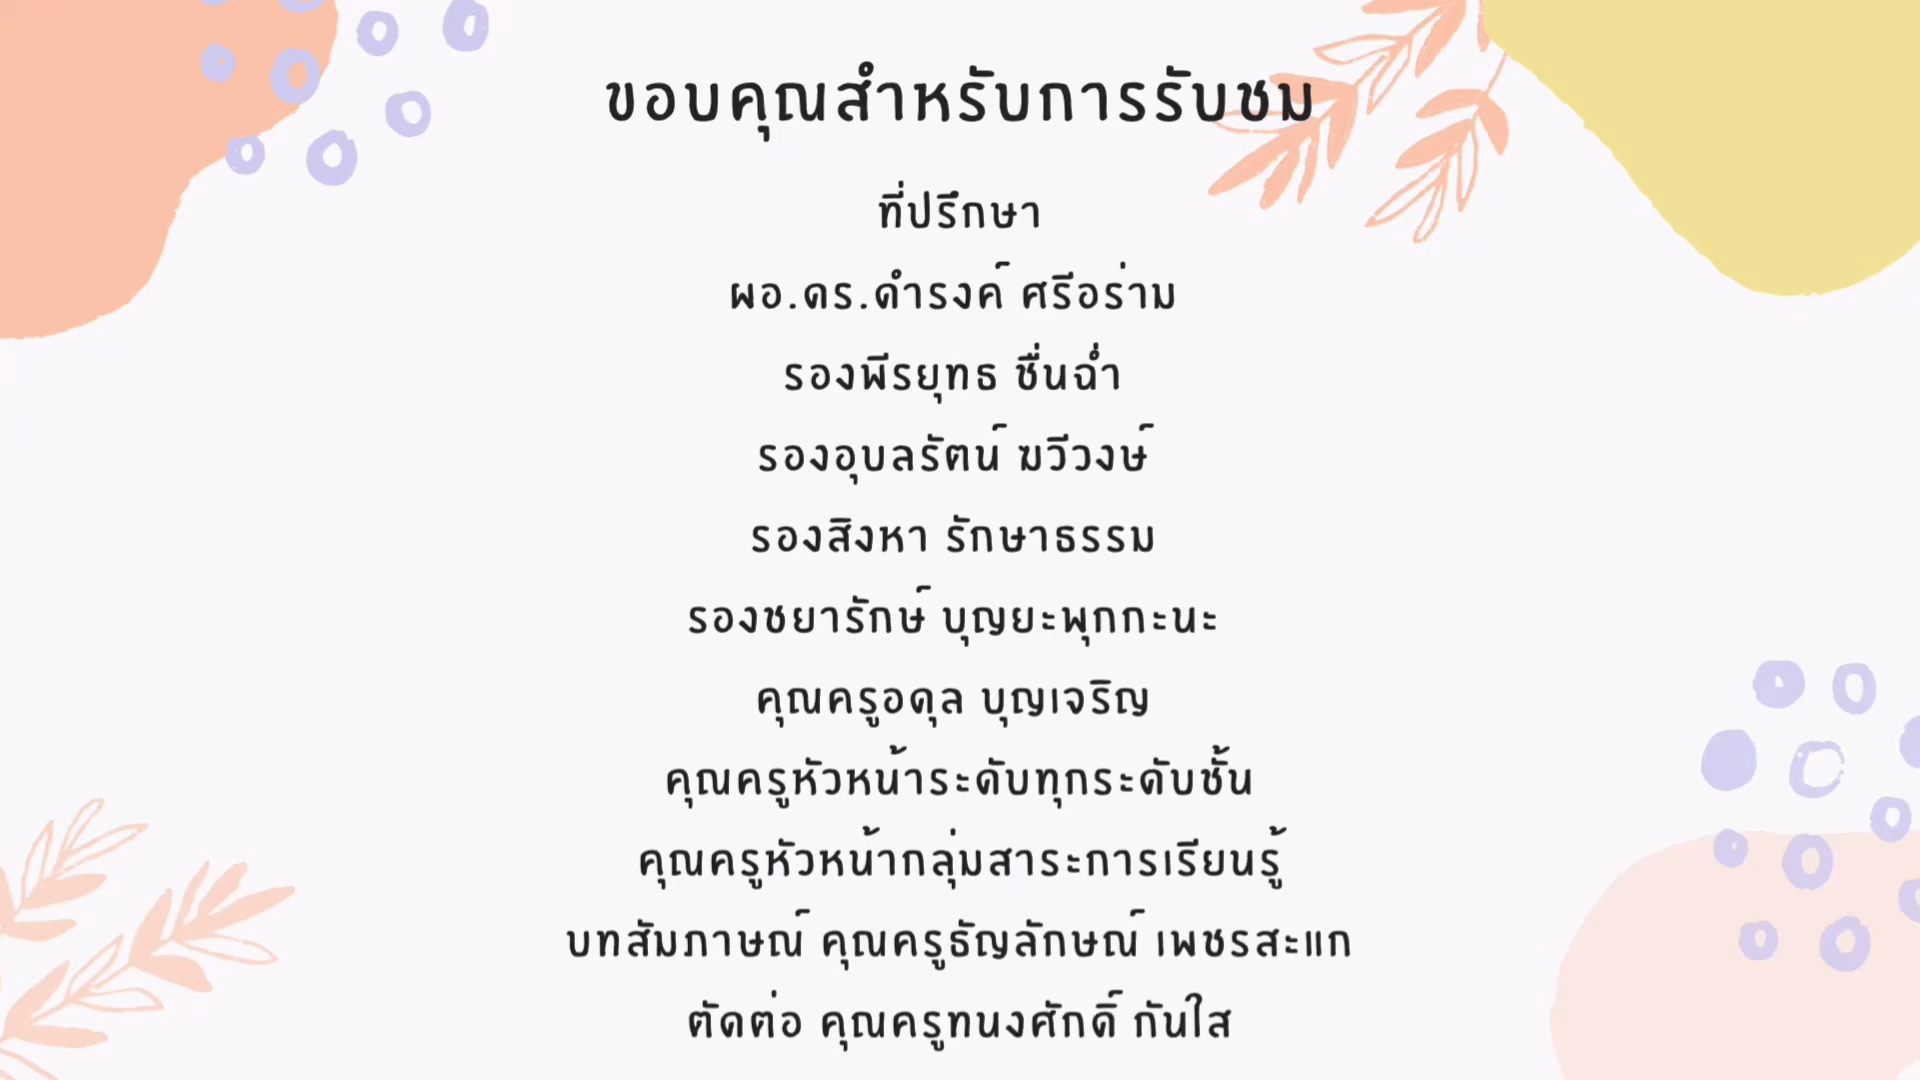 ขอบคุณสำหรับการรับชม
ที่ปรึกษา
ผอ.ดร.ดำรงค์ ศรีอร่าม
รองพีรยุทธ ชื่นฉ่ำ
รองอุบลรัตน์ ฆวีวงษ์
รองสิงหา รักษาธรรม
รองชยารักษ์ บุญยะพุกกะนะ
คุณครูอดุล บุญเจริญ
คุณครูหัวหน้าระดับทุกระดับชั้น
คุณครูหัวหน้ากลุ่มสาระการเรียนรู้
บทสัมภาษณ์ คุณครูธัญลักษณ์ เพชรสะแก
ตัดต่อ คุณครูทนงศักดิ์ กันใส